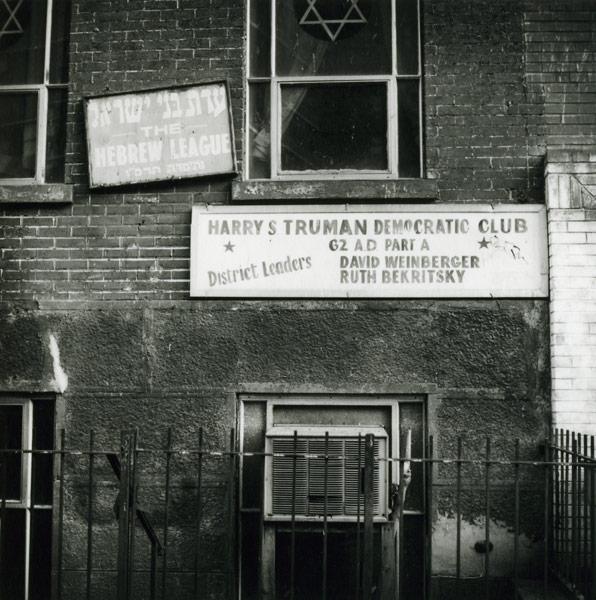 עדת בני ישראל
THE
HEBREW LEAGUE
HARRY S TRUMAN DEMOCRATIC CLUB
62 A.D PART A
District Leaders
DAVID WEINBERGER
RUTH BEKRITSKY